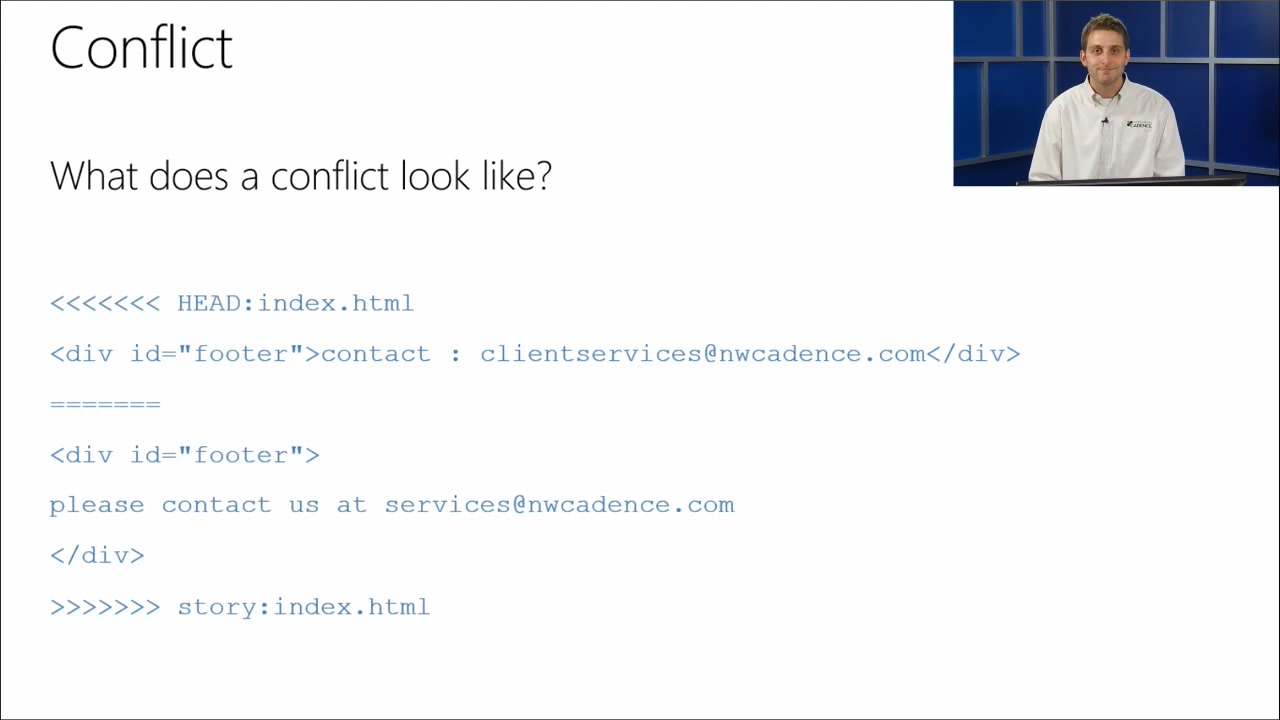 Conflict
What does a conflict look like?
<<<<<<< HEAD:index.html
<div id="footer">contact : clientservices@nwcadence.com</div>
=======
<div id="footer">
please contact us at services@nwcadence.com
</div>
>>>>>>> story:index.html
CADENCE